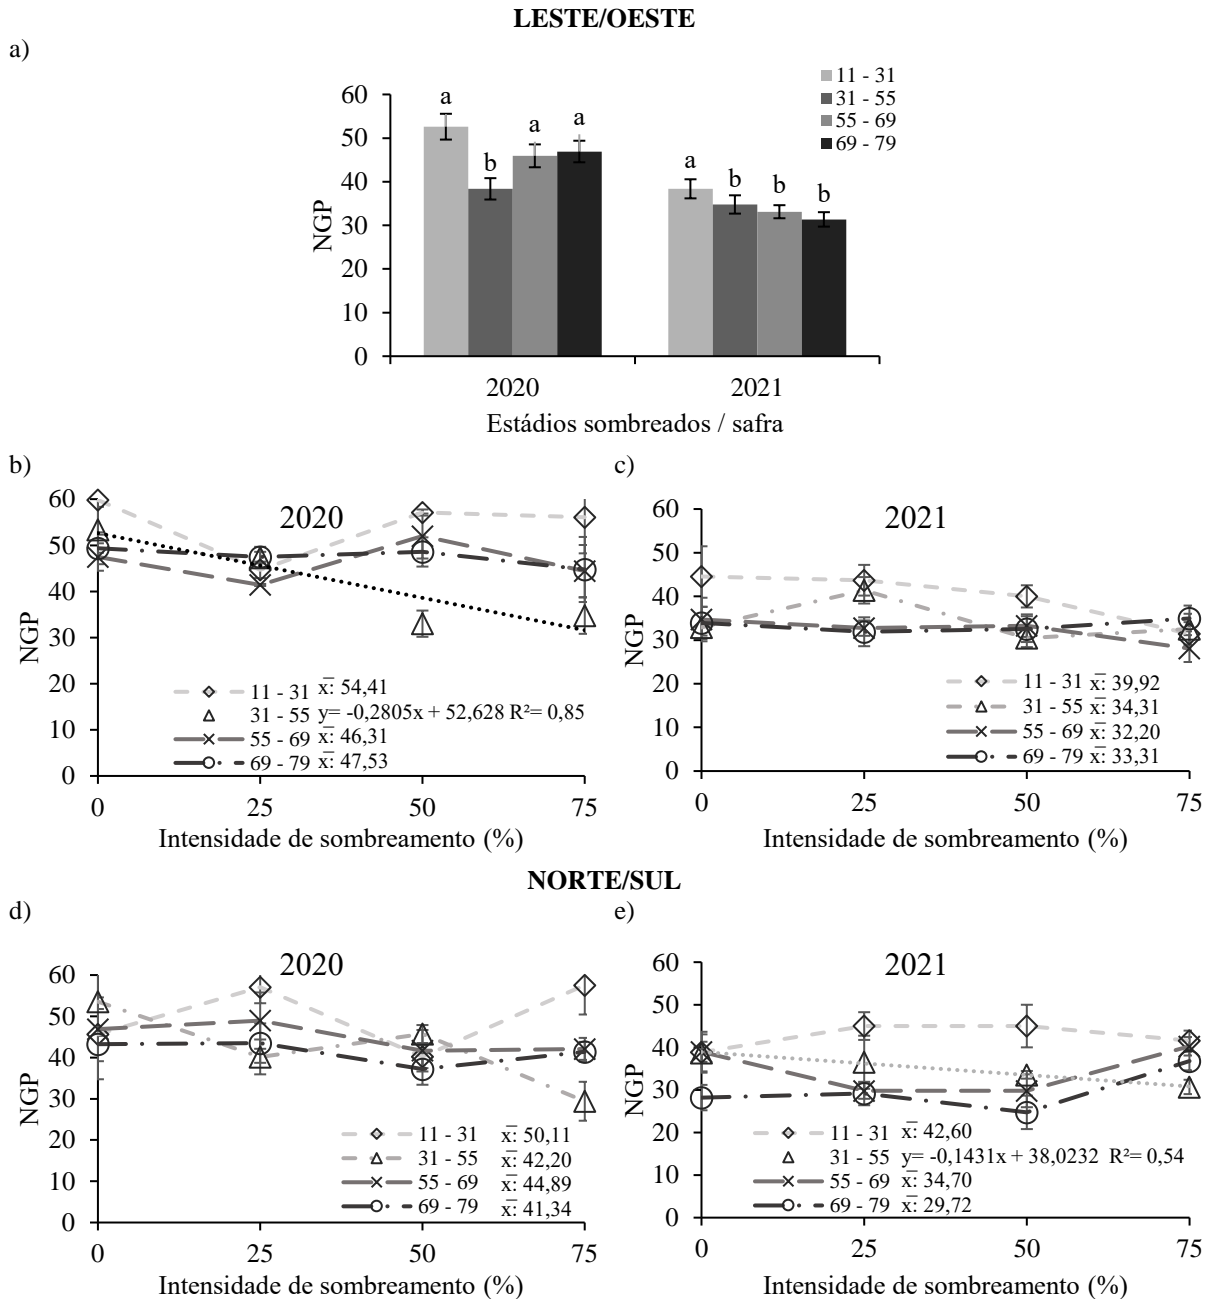 LESTE/OESTE
a)
11 - 31
31 - 55
55 - 69
69 - 79
60
50
40
30
20
10
0
NGP
a
b
a
a
a
b
b
b
2020
2021
Estádios sombreados / safra
b)
2020
60
50
40
30
20
10
0
NGP
11 - 31 x̅: 54,41
31 - 55 y= -0,2805x + 52,628 R²= 0,85
55 - 69 x̅: 46,31
69 - 79 x̅: 47,53
0 25 50 75
Intensidade de sombreamento (%)
c)
2021
60
50
40
30
20
10
0
NGP
11 - 31 x̅: 39,92
31 - 55 x̅: 34,31
55 - 69 x̅: 32,20
69 - 79 x̅: 33,31
0 25 50 75
Intensidade de sombreamento (%)
NORTE/SUL
d)
2020
60
50
40
30
20
10
0
NGP
11 - 31 x̅: 50,11
31 - 55 x̅: 42,20
55 - 69 x̅: 44,89
69 - 79 x̅: 41,34
0 25 50 75
Intensidade de sombreamento (%)
e)
2021
60
50
40
30
20
10
0
NGP
11 - 31 x̅: 42,60
31 - 55 y= -0,1431x + 38,0232 R²= 0,54
55 - 69 x̅: 34,70
69 - 79 x̅: 29,72
0 25 50 75
Intensidade de sombreamento (%)